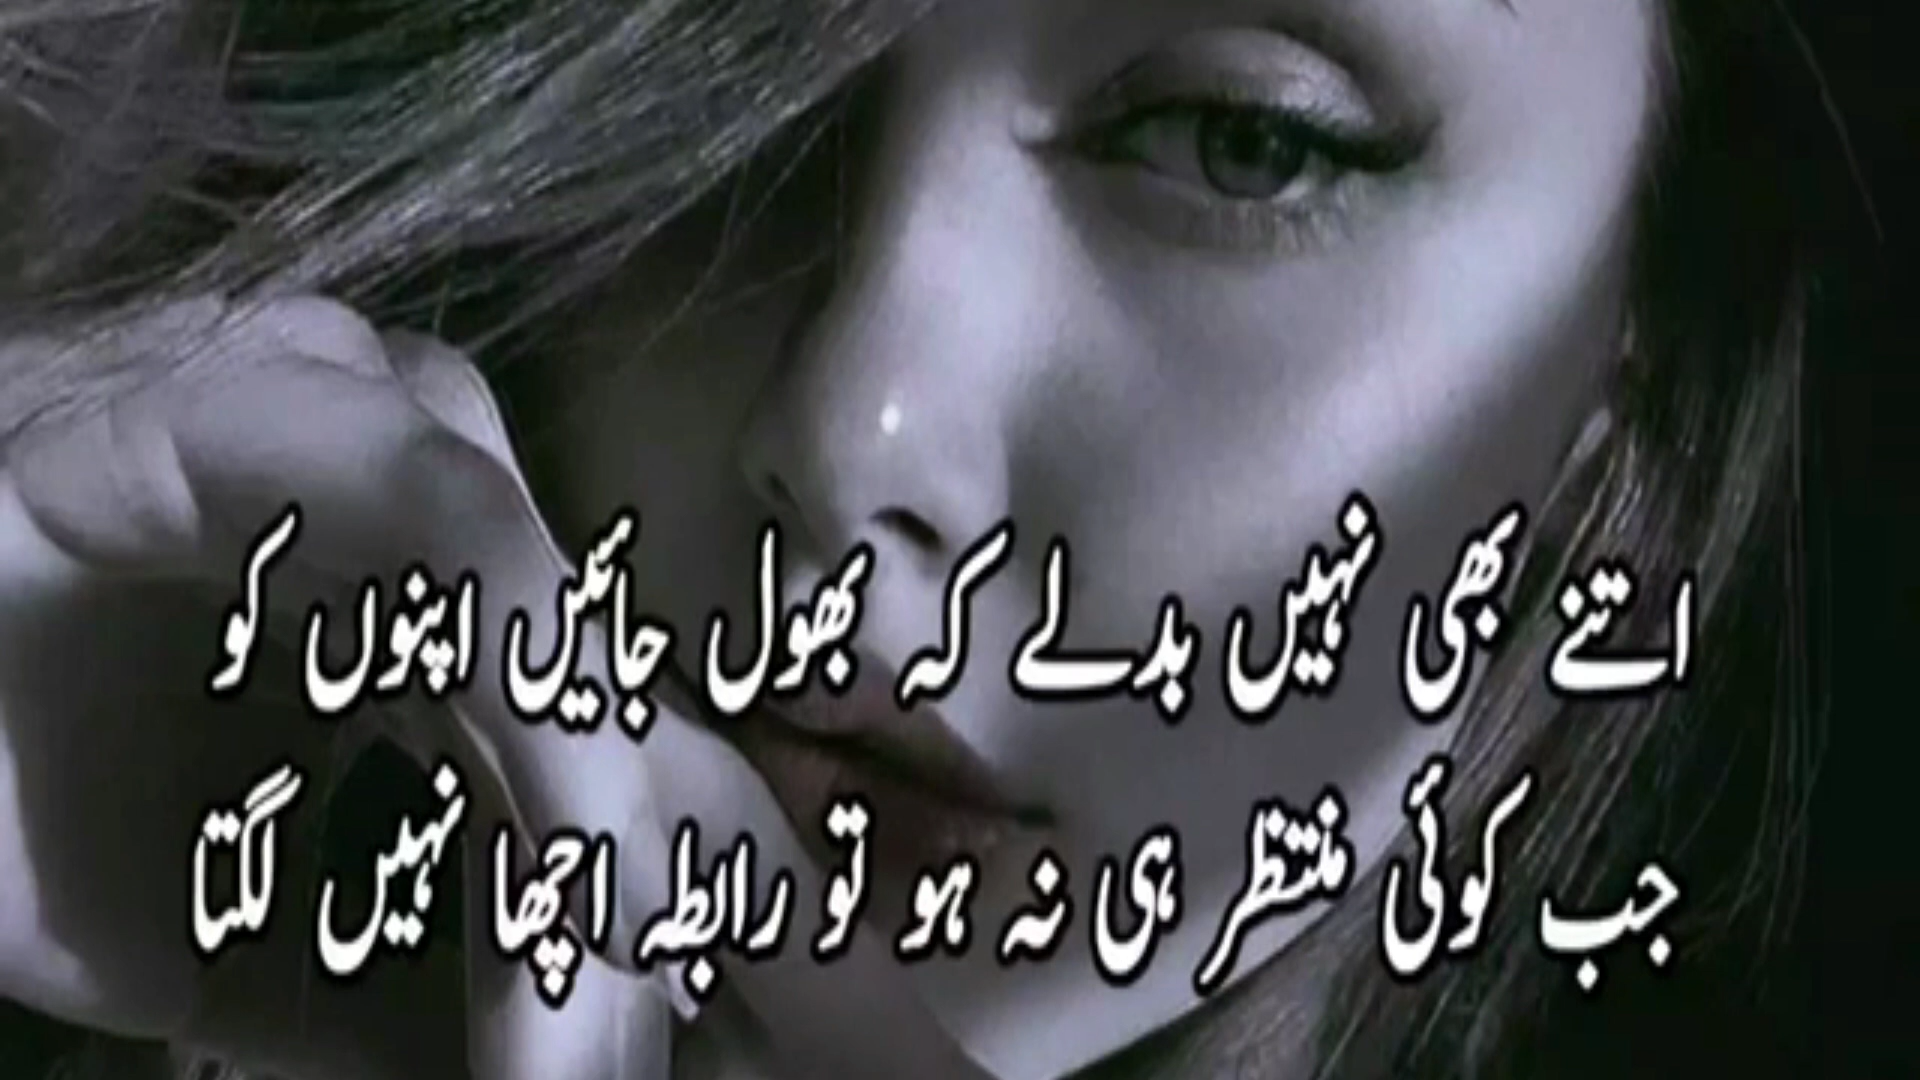 اتنے بھی نہیں بدلے کہ بھول جائیں اپنوں کو
جب کوئی منتظر ہی نہ ہو تو رابطہ اچھا نہیں لگتا